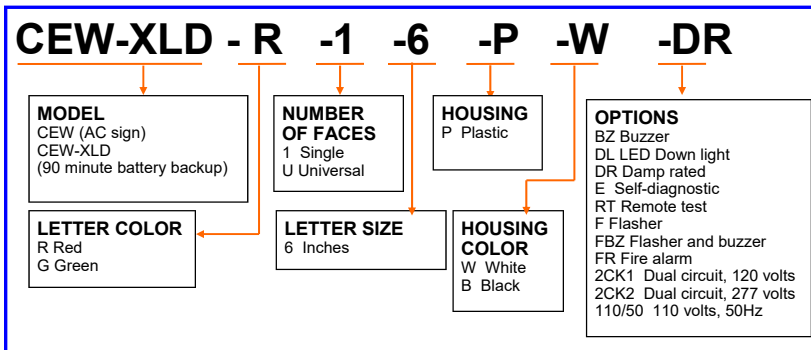 CEW-XLD - R -1 -6 -P -W -DR
MODEL
CEW (AC sign)
CEW-XLD
(90 minute battery backup)
NUMBER
OF FACES
1 Single
U Universal
HOUSING
P Plastic
OPTIONS
BZ Buzzer
DL LED Down light
DR Damp rated
E Self-diagnostic
RT Remote test
F Flasher
FBZ Flasher and buzzer
FR Fire alarm
2CK1 Dual circuit, 120 volts
2CK2 Dual circuit, 277 volts
110/50 110 volts, 50Hz
LETTER COLOR
R Red
G Green
LETTER SIZE
6 Inches
HOUSING
COLOR
W White
B Black